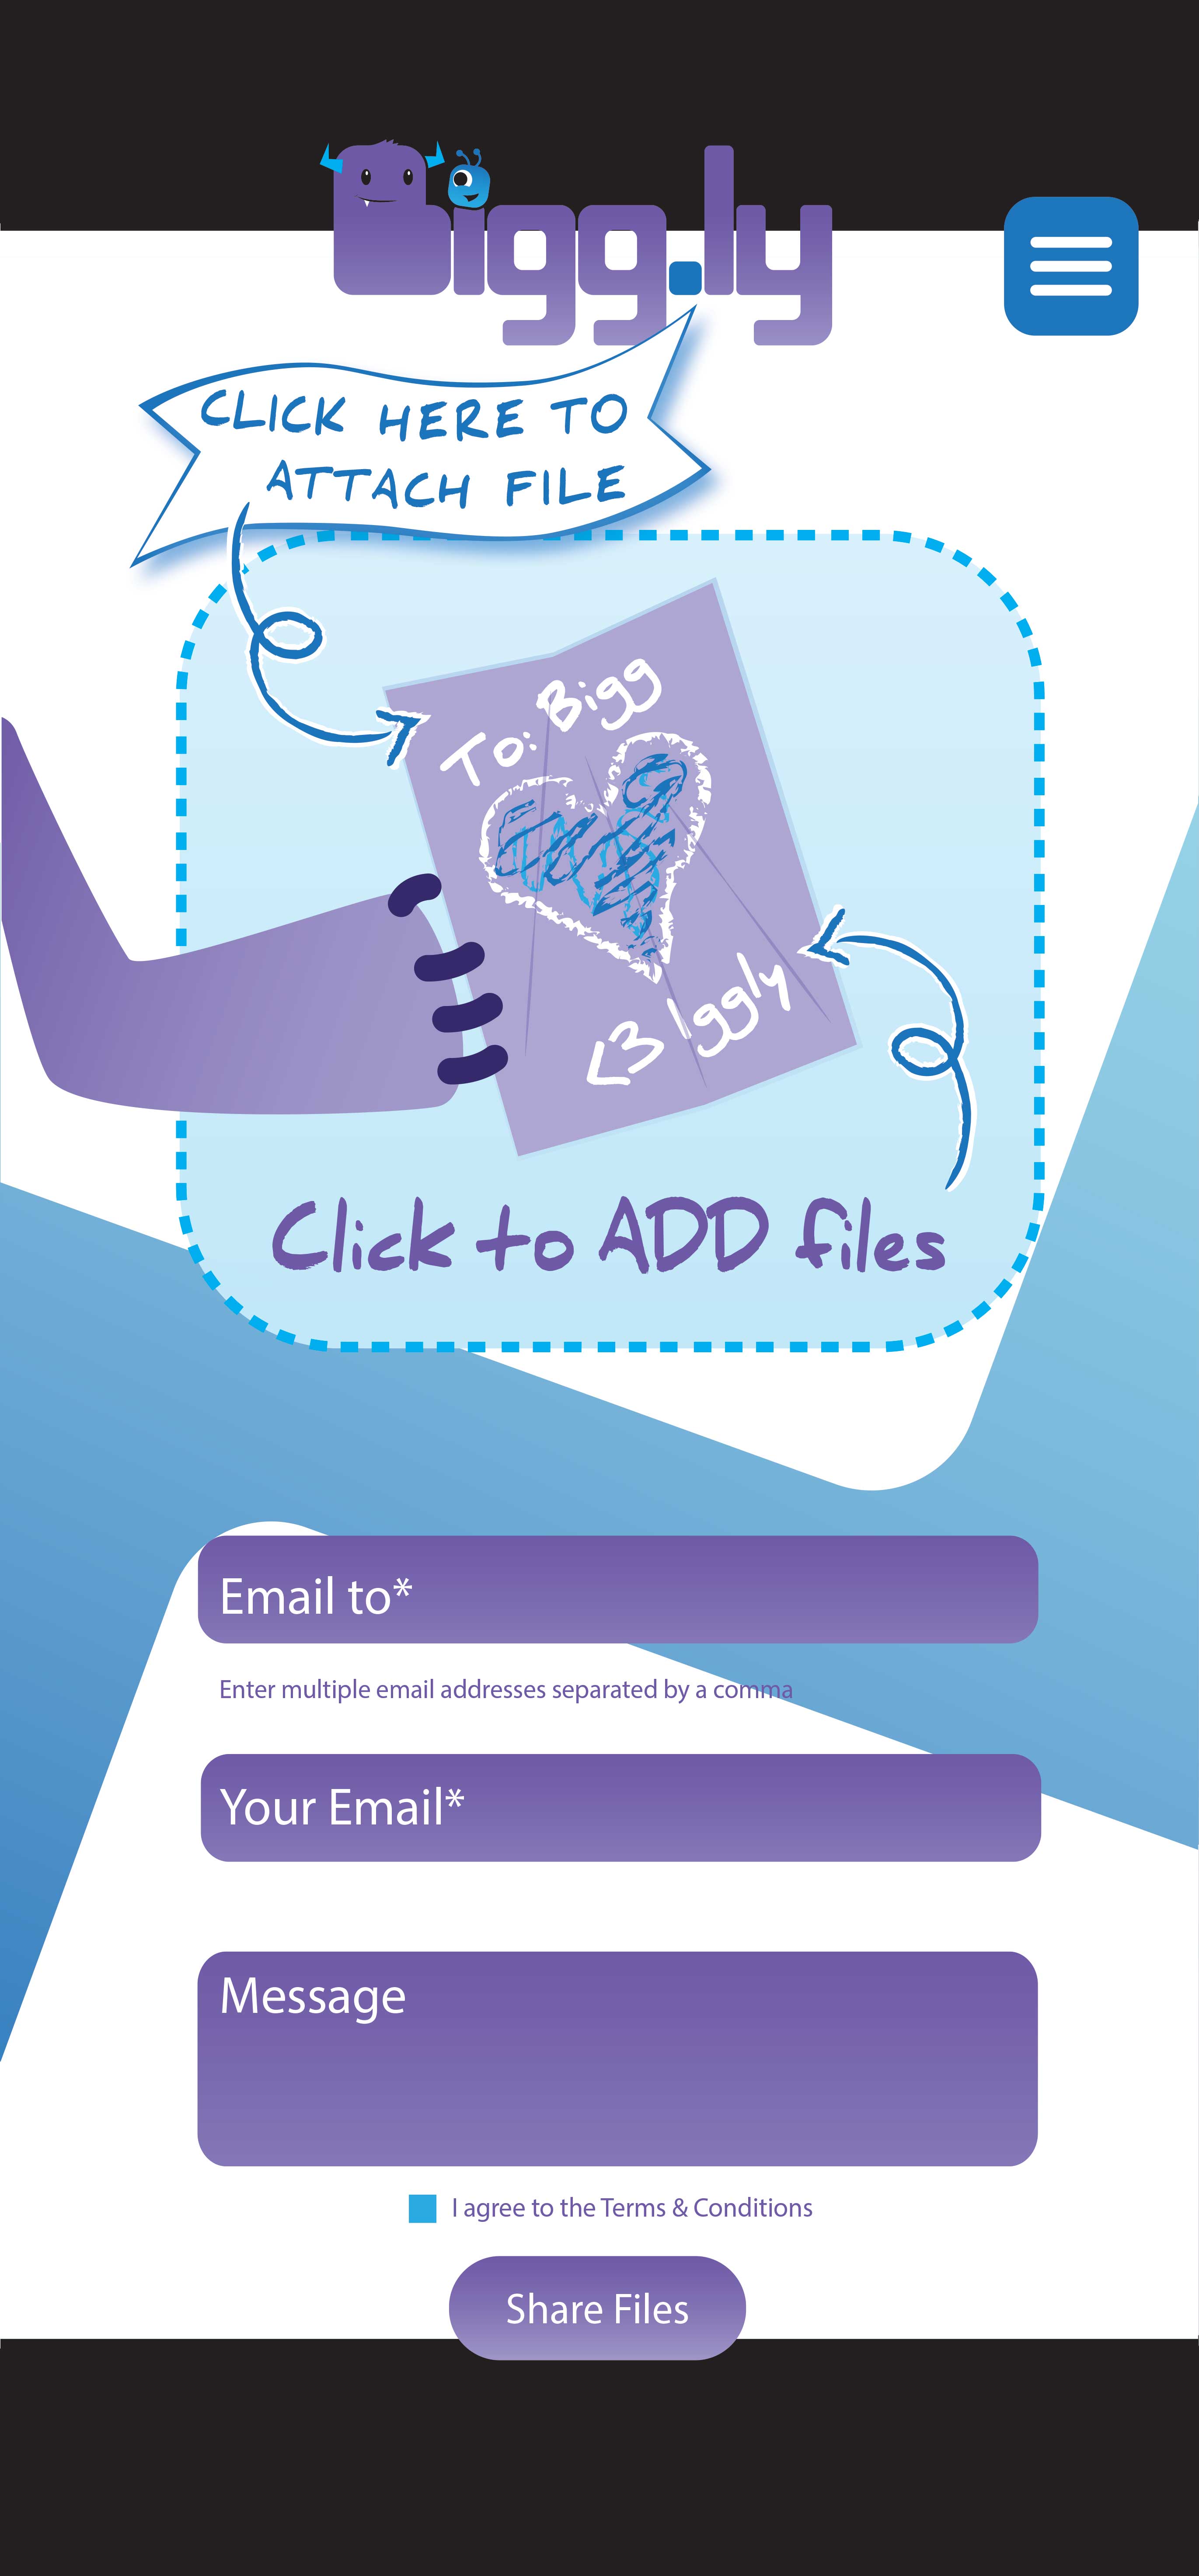 bigg.ly
CLICK HERE TO
ATTACH FILE
To: Bigg
<3 Iggly
Click to ADD files
Email to*
Enter multiple email addresses separated by a comma
Your Email*
Message
I agree to the Terms & Conditions
Share Files